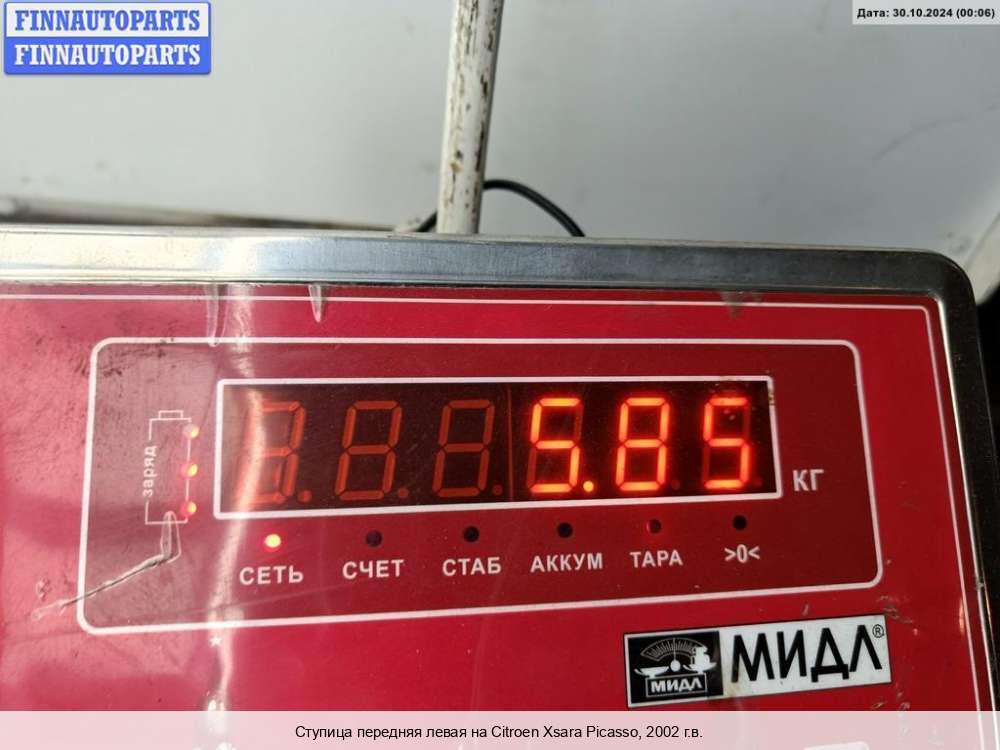 FINNAUTOPARTS
FINNAUTOPARTS
Дата: 30.10.2024 (00:06)
заряд
5.85
КГ
СЕТЬ СЧЕТ СТАБ АККУМ ТАРА >0<
МИДЛ
МИДЛ®
Ступица передняя левая на Citroen Xsara Picasso, 2002 г.в.